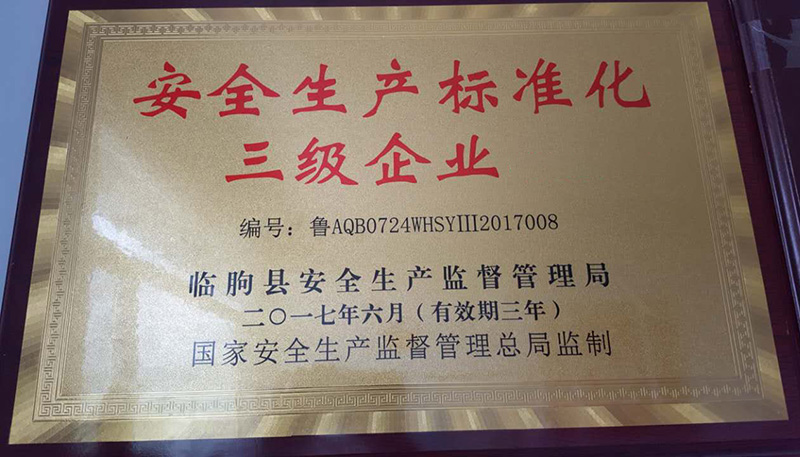 安全生产标准化
三级企业
编号：鲁AQB0724WHSYIII2017008
临朐县安全生产监督管理局
二〇一七年六月（有效期三年）
国家安全生产监督管理总局监制